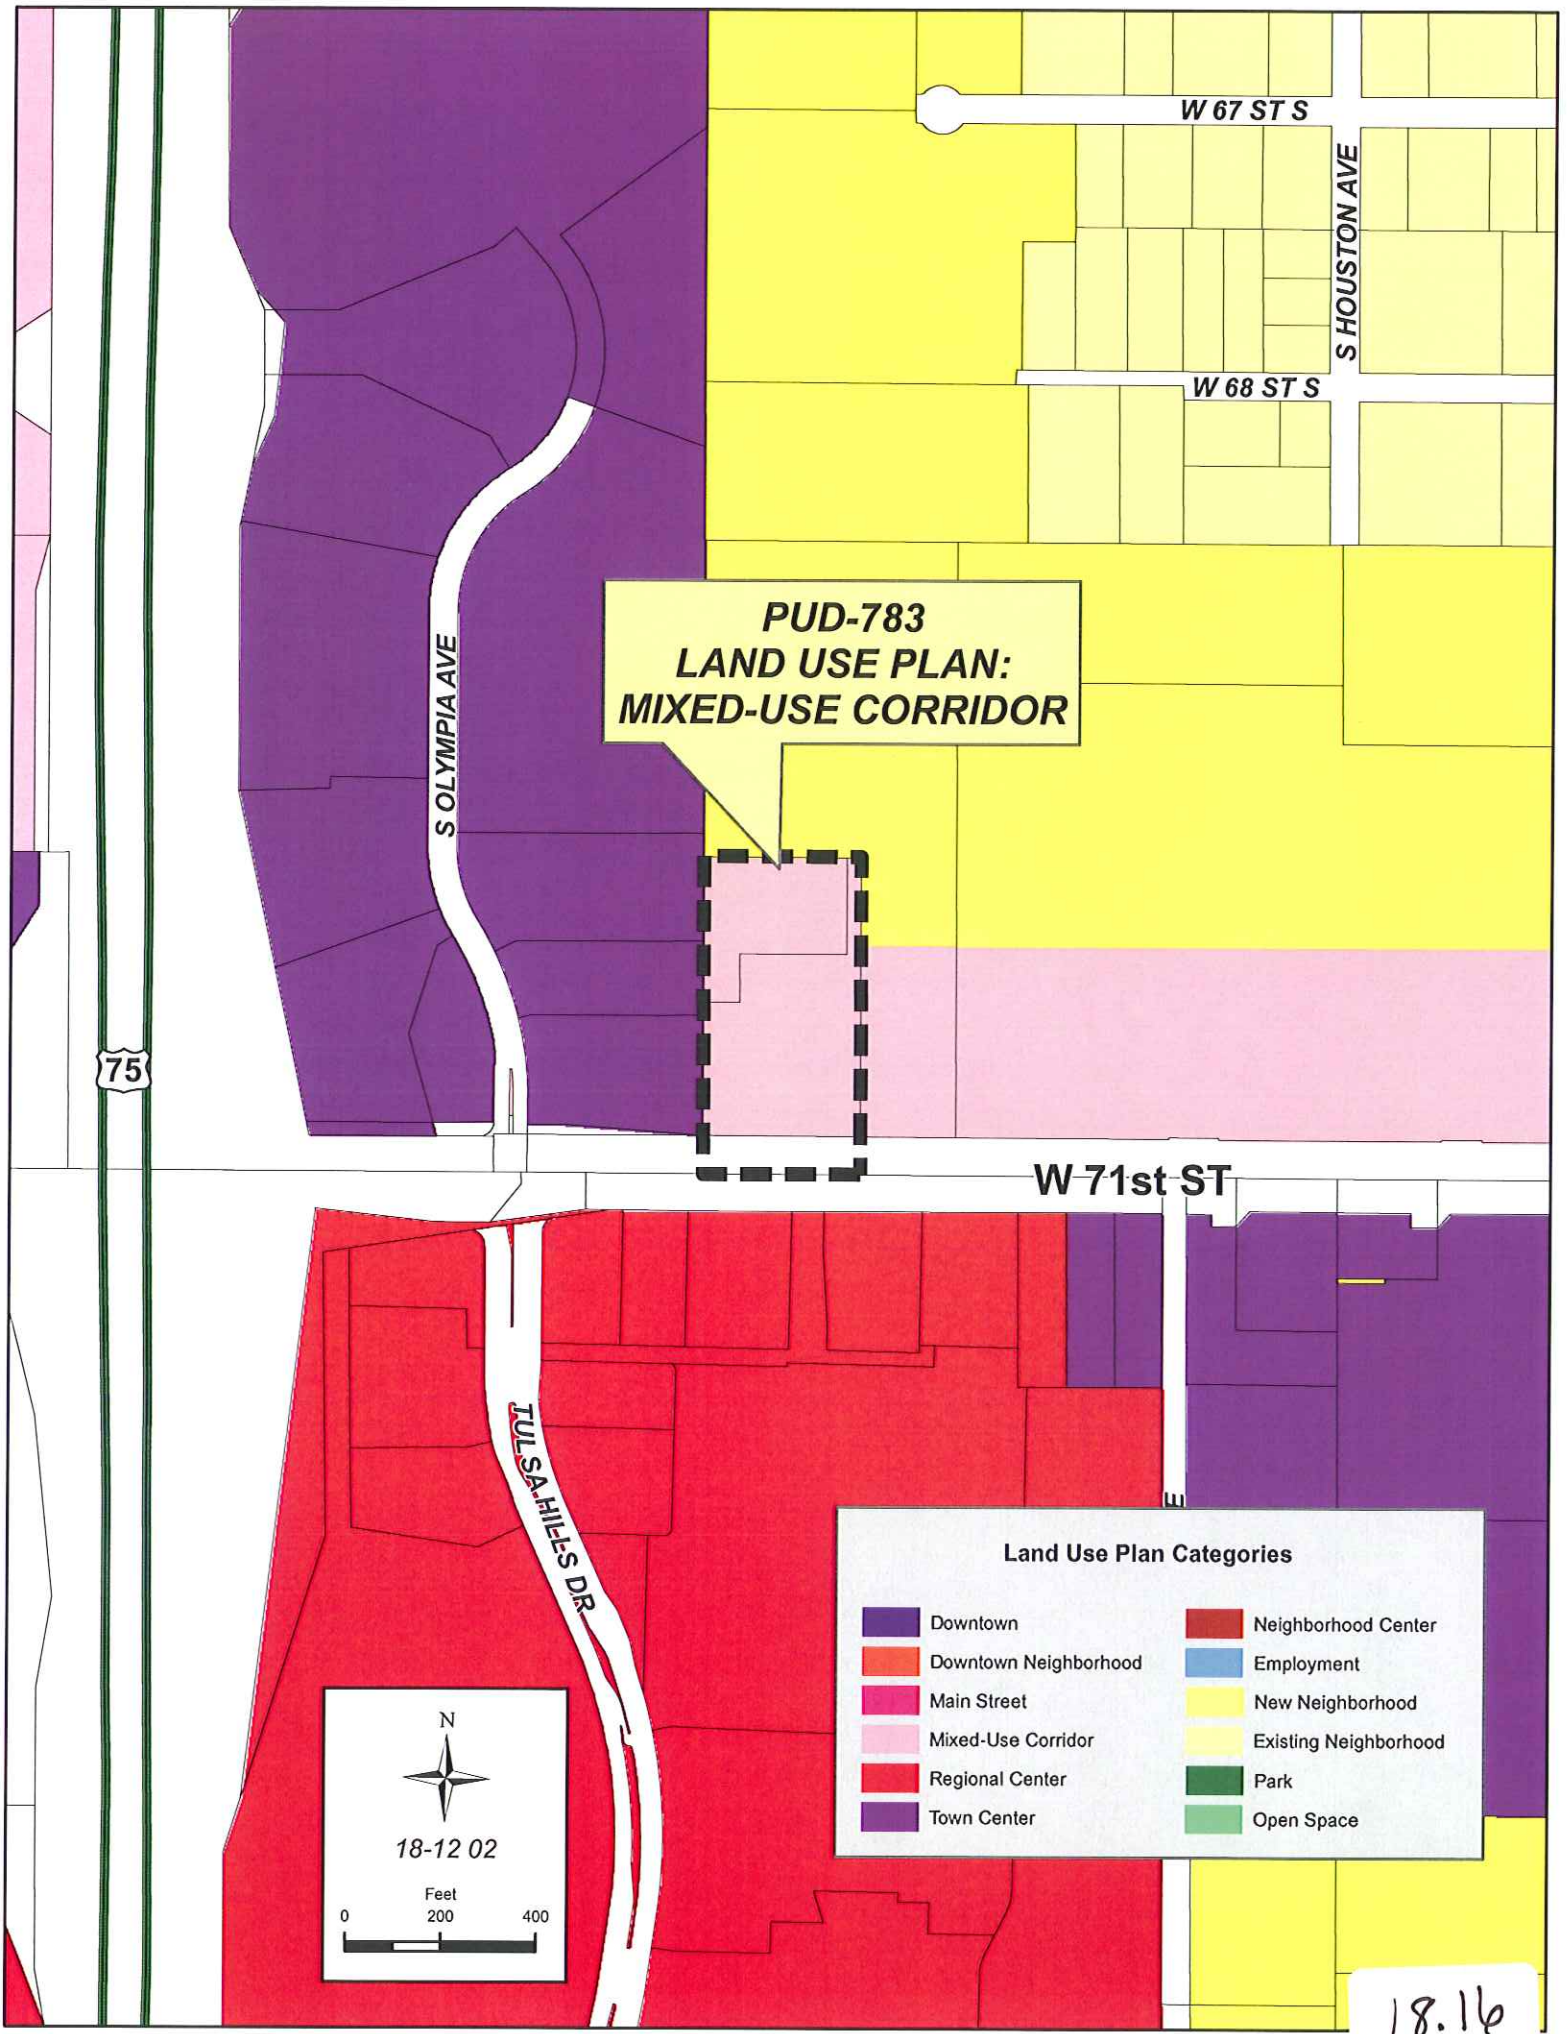 W 67 ST S
S HOUSTON AVE
W 68 ST S
PUD-783
LAND USE PLAN:
MIXED-USE CORRIDOR
S OLYMPIA AVE
75
W 71st ST
TULSA HILLS DR
E
Land Use Plan Categories
Downtown
Downtown Neighborhood
Main Street
Mixed-Use Corridor
Regional Center
Town Center
Neighborhood Center
Employment
New Neighborhood
Existing Neighborhood
Park
Open Space
N
18-12 02
Feet
0 200 400
18.16